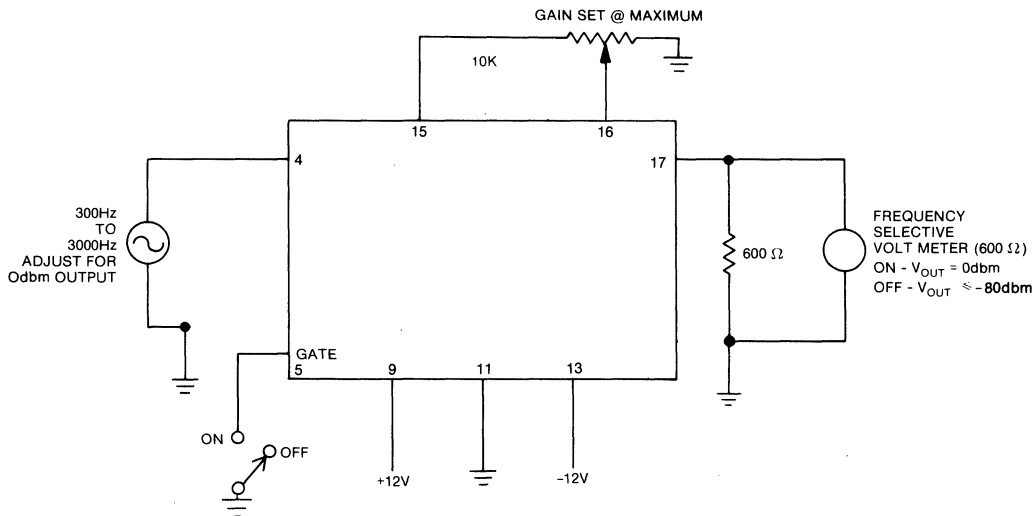 GAIN SET @ MAXIMUM
10K
15
16
4
17
300Hz
TO
3000Hz
ADJUST FOR
0dbm OUTPUT
600 Ω
FREQUENCY
SELECTIVE
VOLT METER (600 Ω)
ON - VOUT = 0dbm
OFF - VOUT ≤ -80dbm
GATE
5
9
11
13
ON
OFF
+12V
-12V